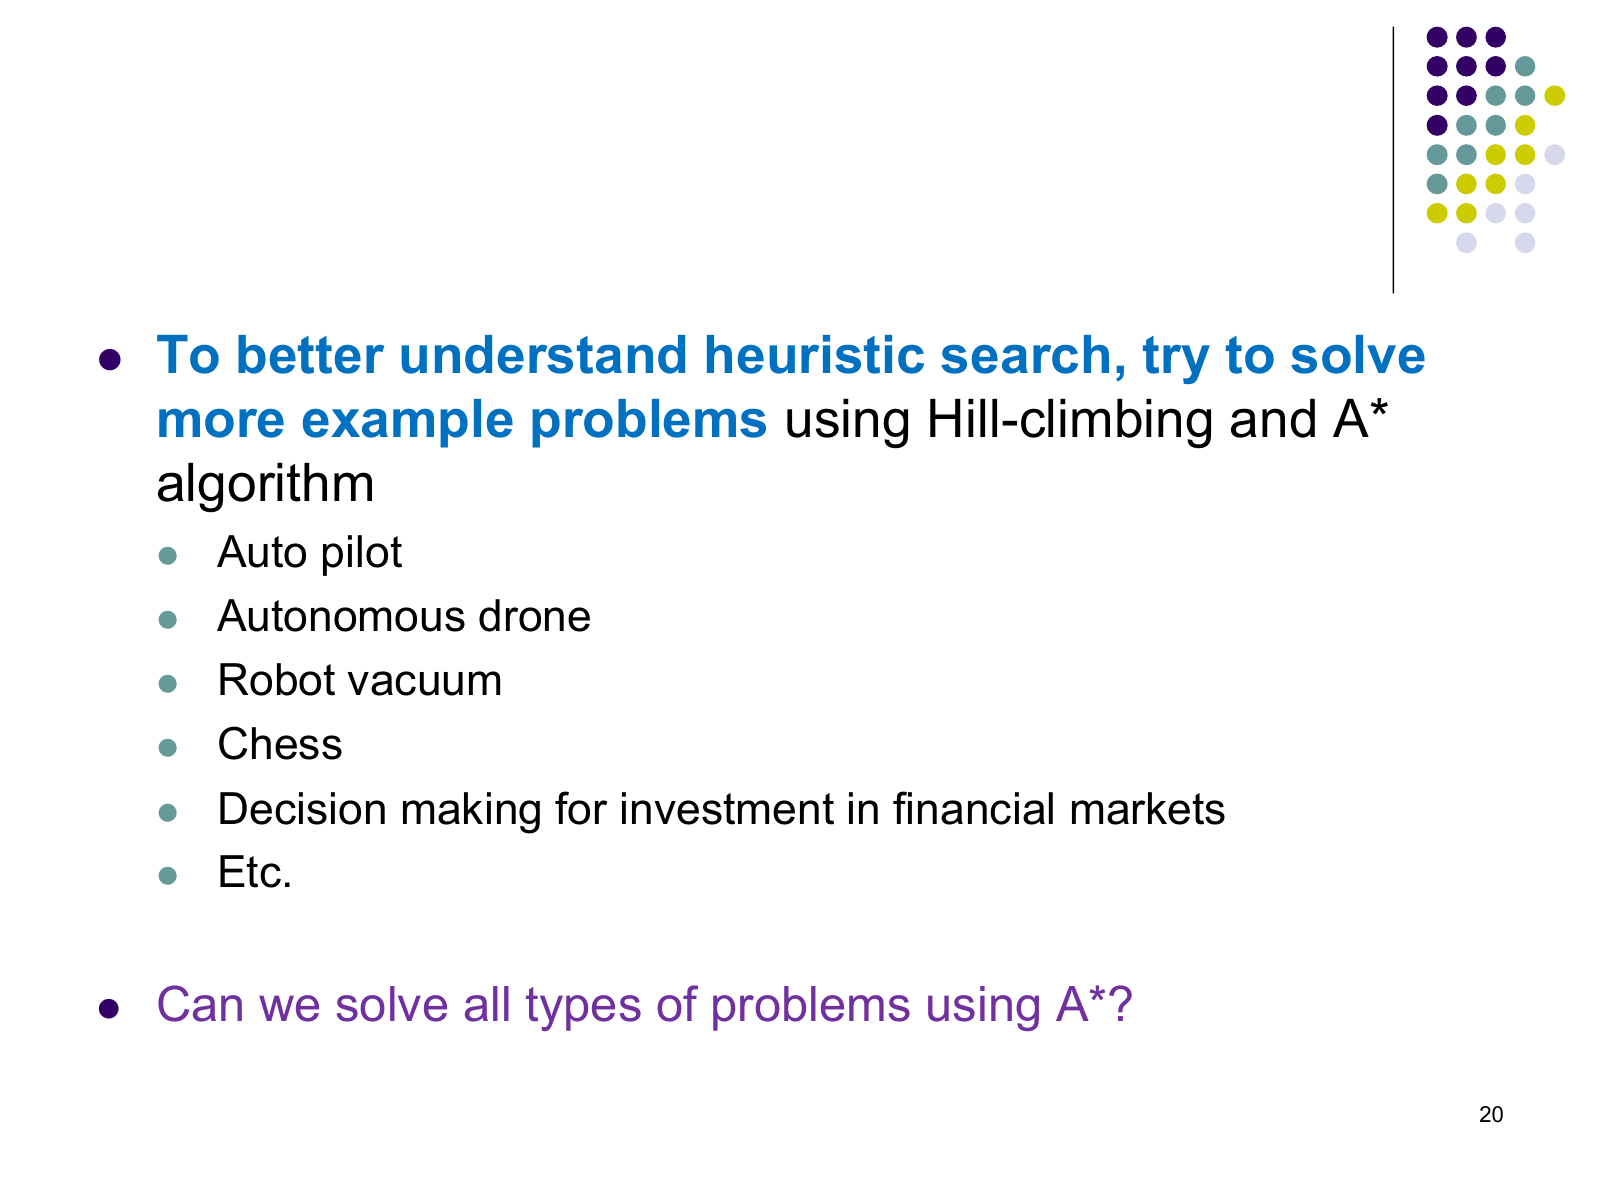 To better understand heuristic search, try to solve
more example problems using Hill-climbing and A*
algorithm
Auto pilot
Autonomous drone
Robot vacuum
Chess
Decision making for investment in financial markets
Etc.
Can we solve all types of problems using A*?
20